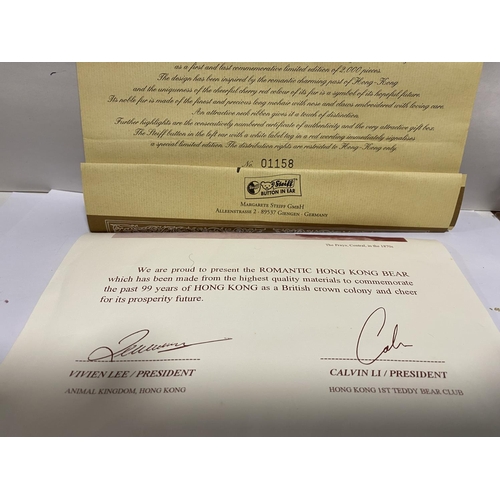 as a first and last commemorative limited edition of 2,000 pieces.
The design has been inspired by the romantic charming past of Hong-Kong
and the uniqueness of the cheerful cherry red colour of its fur is a symbol of its hopeful future.
Its noble fur is made of the finest and precious long mohair with nose and claws embroidered with loving care.
An attractive neck ribbon gives it a touch of distinction.
Further highlights are the consecutively numbered certificate of authenticity and the very attractive gift box.
The Steiff button in the left ear with a white label tag in a red wording immediately signalises
a special limited edition. The distribution rights are restricted to Hong-Kong only
No 01158
Steiff
BUTTON IN EAR
MARGARETE STEIFF GMBH
ALLEENSTRASSE 2 · 89537 GIENGEN · GERMANY
The Praya, Central, in the 1870s
We are proud to present the ROMANTIC HONG KONG BEAR
which has been made from the highest quality materials to commemorate
the past 99 years of HONG KONG as a British crown colony and cheer
for its prosperity future.
VIVIEN LEE / PRESIDENT
ANIMAL KINGDOM, HONG KONG
CALVIN LI / PRESIDENT
HONG KONG 1ST TEDDY BEAR CLUB